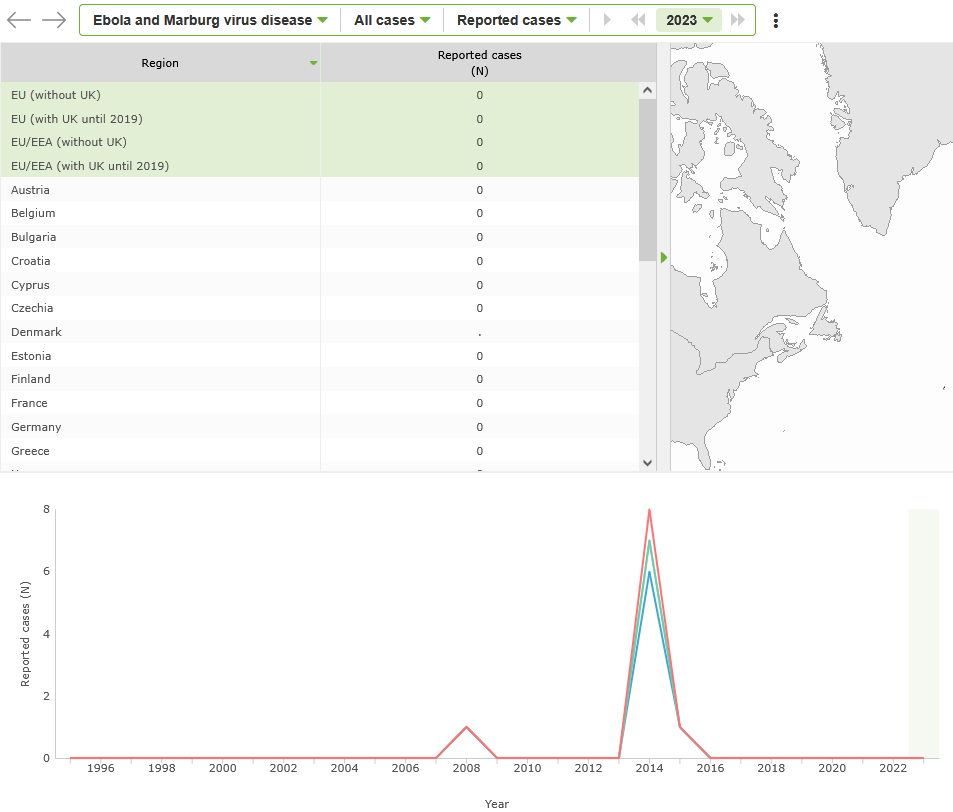 Ebola and Marburg virus disease All cases Reported cases 2023
Region Reported cases
(N)
EU (without UK) 0
EU (with UK until 2019) 0
EU/EEA (without UK) 0
EU/EEA (with UK until 2019) 0
Austria 0
Belgium 0
Bulgaria 0
Croatia 0
Cyprus 0
Czechia 0
Denmark .
Estonia 0
Finland 0
France 0
Germany 0
Greece 0
8
6
4
2
0
Reported cases (N)
1996 1998 2000 2002 2004 2006 2008 2010 2012 2014 2016 2018 2020 2022
Year